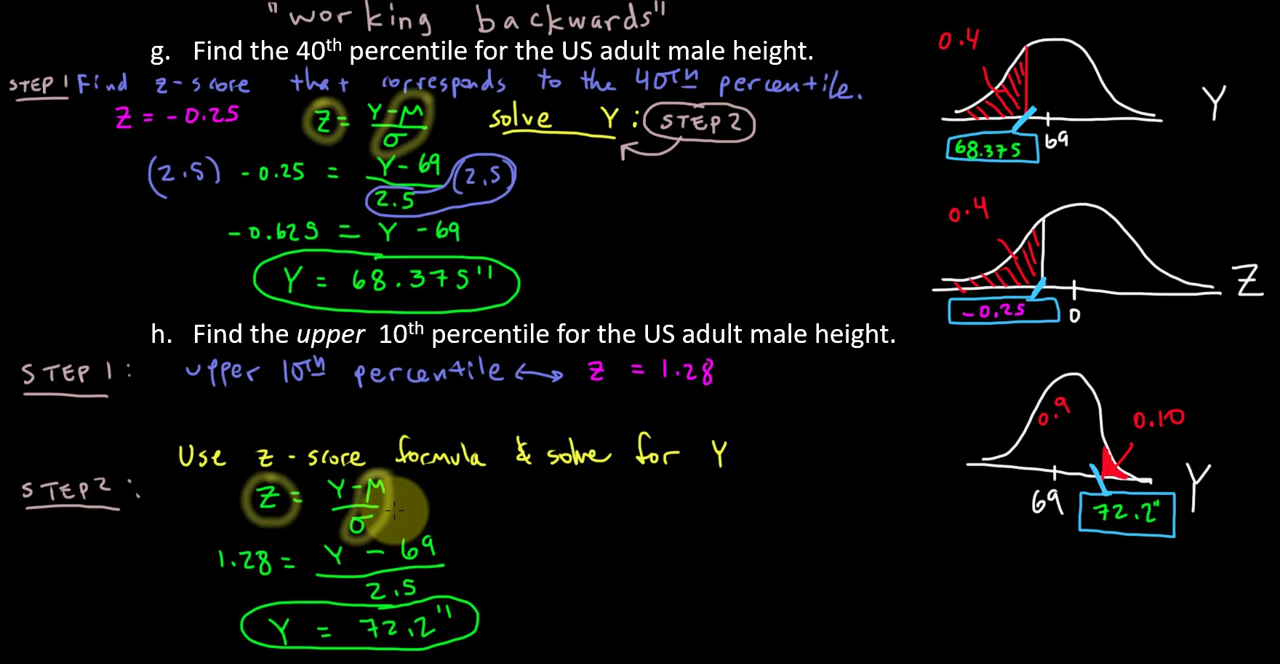 "working backwards"
g. Find the 40th percentile for the US adult male height.
STEP 1 Find z-score that corresponds to the 40th percentile.
Z = -0.25
Z = Y-M / σ
solve Y: STEP 2
(2.5) -0.25 = Y-69 / 2.5 (2.5)
-0.625 = Y -69
Y = 68.375"
h. Find the upper 10th percentile for the US adult male height.
STEP 1: upper 10th percentile ↔ Z = 1.28
Use z-score formula & solve for Y
STEP 2:
Z = Y-M / σ
1.28 = Y - 69 / 2.5
Y = 72.2"
0.4
Y
68.375 69
0.4
Z
-0.25 0
0.9 0.10
69 72.2" Y